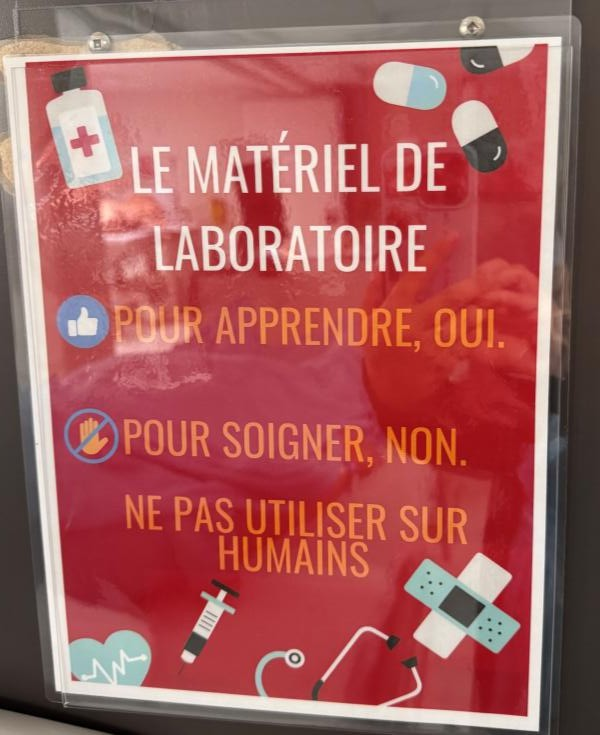 LE MATÉRIEL DE
LABORATOIRE
POUR APPRENDRE, OUI.
POUR SOIGNER, NON.
NE PAS UTILISER SUR
HUMAINS